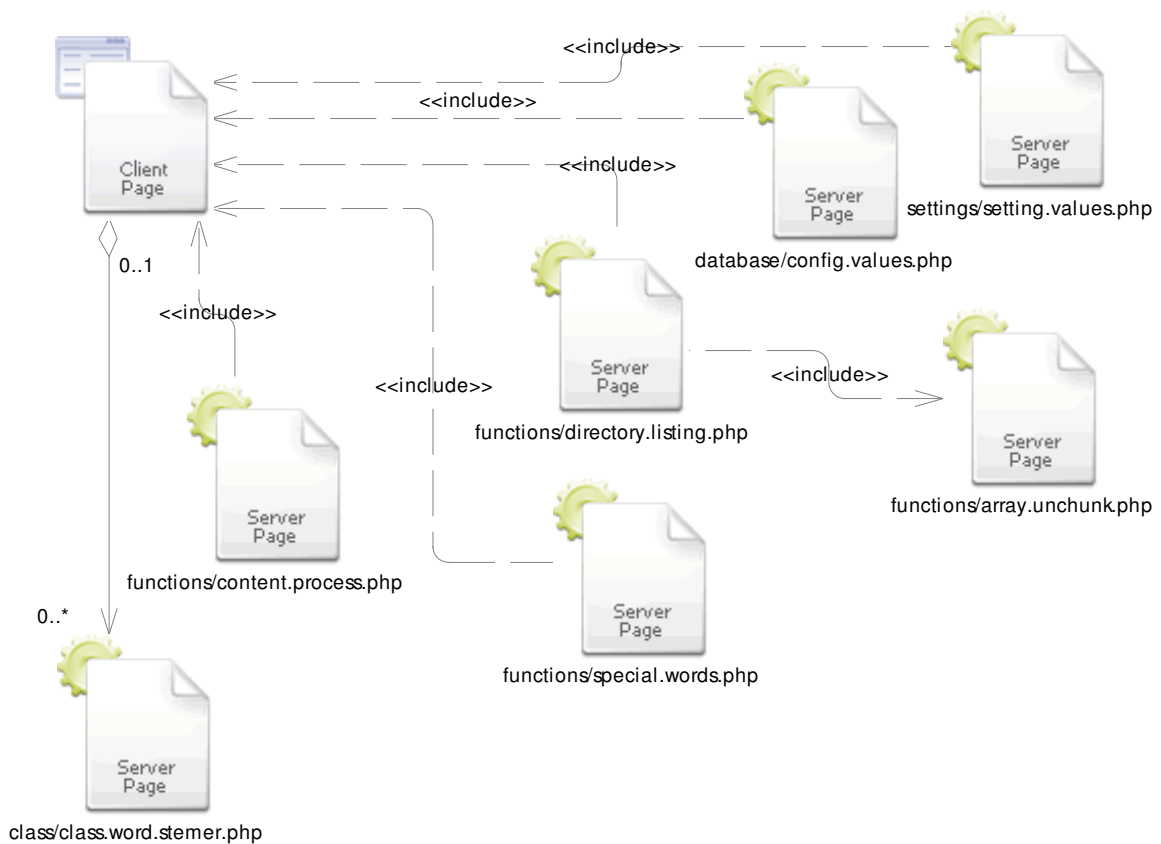 <<include>>
<<include>>
Client
Page
Server
Page
<<include>>
Server
Page
settings/setting.values.php
database/config.values.php
0..1
<<include>>
Server
Page
<<include>>
<<include>>
functions/directory.listing.php
Server
Page
functions/array.unchunk.php
Server
Page
functions/content.process.php
0..*
Server
Page
functions/special.words.php
Server
Page
class/class.word.stemer.php